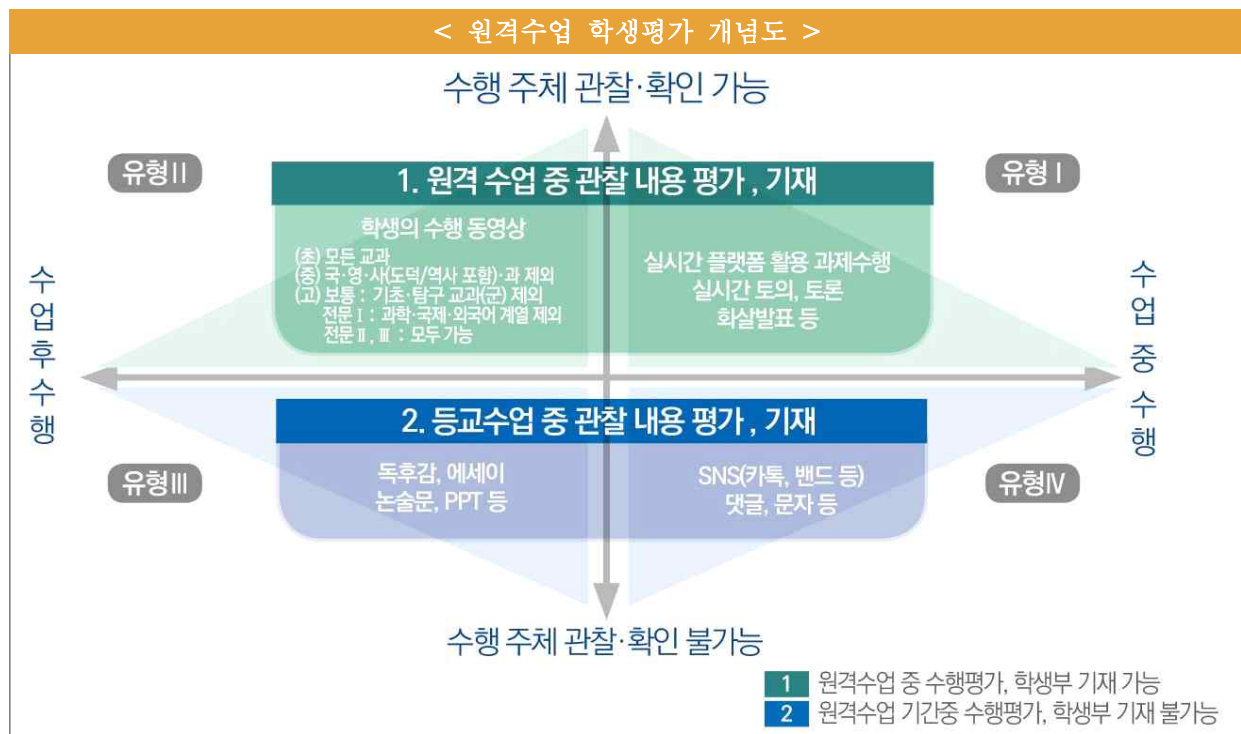 < 원격수업 학생평가 개념도 >
수행 주체 관찰·확인 가능
유형Ⅱ
유형Ⅰ
1. 원격 수업 중 관찰 내용 평가 , 기재
학생의 수행 동영상
(초) 모든 교과
(중) 국·영·사(도덕/역사 포함)·과 제외
(고) 보통 : 기초·탐구 교과(군) 제외
전문Ⅰ : 과학·국제·외국어 계열 제외
전문Ⅱ, Ⅲ : 모두 가능
실시간 플랫폼 활용 과제수행
실시간 토의, 토론
화살발표 등
수업후수행
수업 중 수행
2. 등교수업 중 관찰 내용 평가 , 기재
유형Ⅲ
유형Ⅳ
독후감, 에세이
논술문, PPT 등
SNS(카톡, 밴드 등)
댓글, 문자 등
수행 주체 관찰·확인 불가능
1 원격수업 중 수행평가, 학생부 기재 가능
2 원격수업 기간중 수행평가, 학생부 기재 불가능